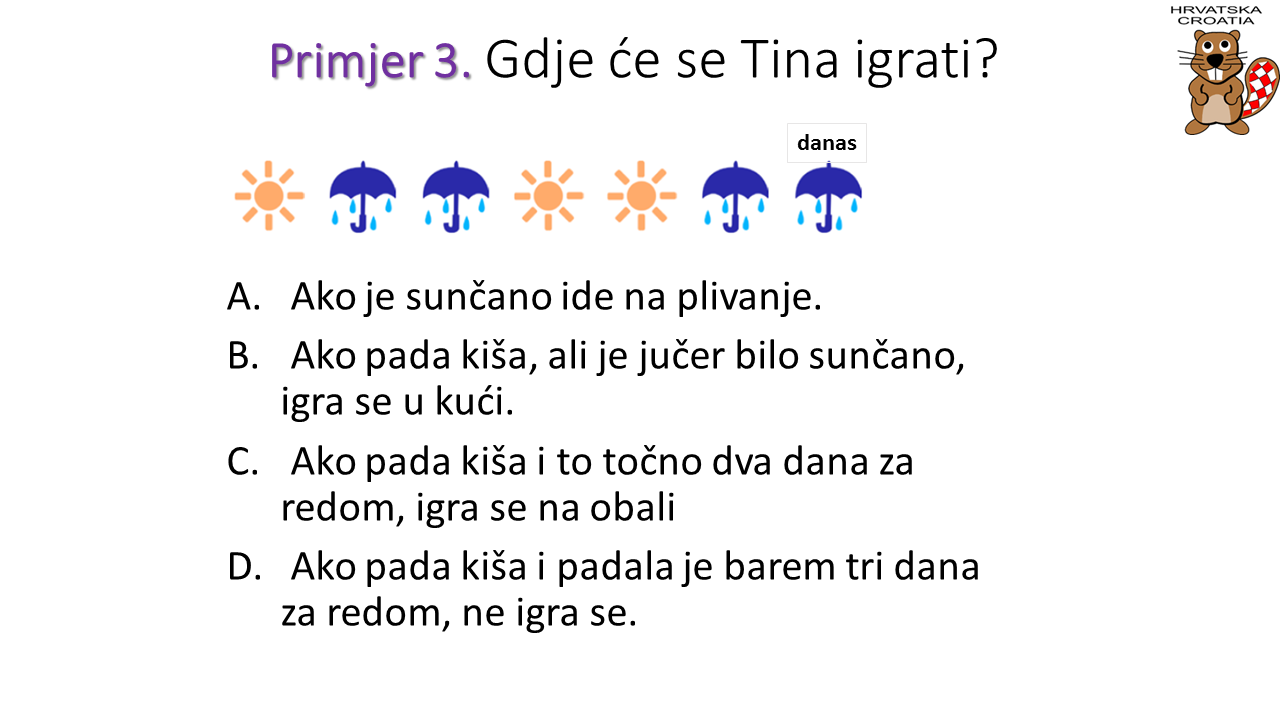 HRVATSKA
CROATIA
Primjer 3. Gdje će se Tina igrati?
danas
A. Ako je sunčano ide na plivanje.
B. Ako pada kiša, ali je jučer bilo sunčano,
igra se u kući.
C. Ako pada kiša i to točno dva dana za
redom, igra se na obali
D. Ako pada kiša i padala je barem tri dana
za redom, ne igra se.